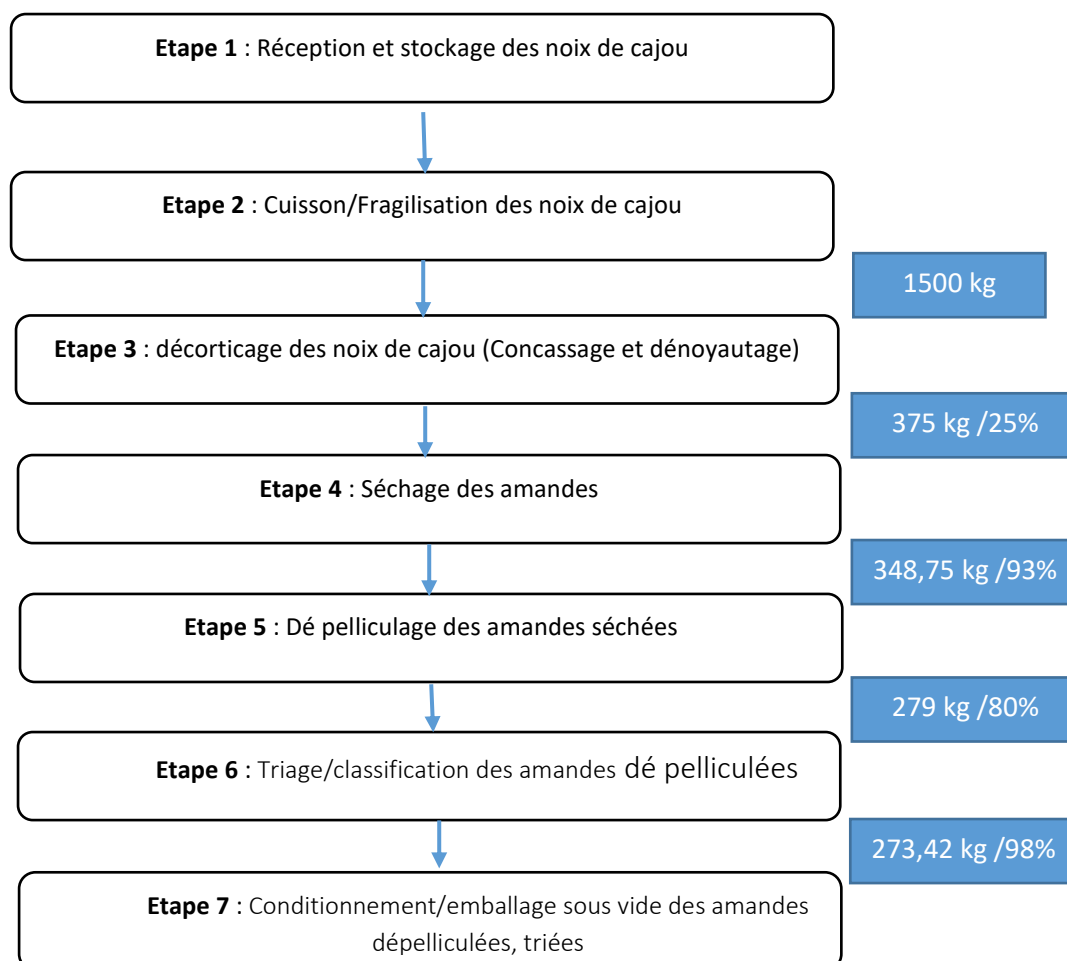 Etape 1 : Réception et stockage des noix de cajou
Etape 2 : Cuisson/Fragilisation des noix de cajou
1500 kg
Etape 3 : décorticage des noix de cajou (Concassage et dénoyautage)
375 kg /25%
Etape 4 : Séchage des amandes
348,75 kg /93%
Etape 5 : Dé pelliculage des amandes séchées
279 kg /80%
Etape 6 : Triage/classification des amandes dé pelliculées
273,42 kg /98%
Etape 7 : Conditionnement/emballage sous vide des amandes
dépelliculées, triées